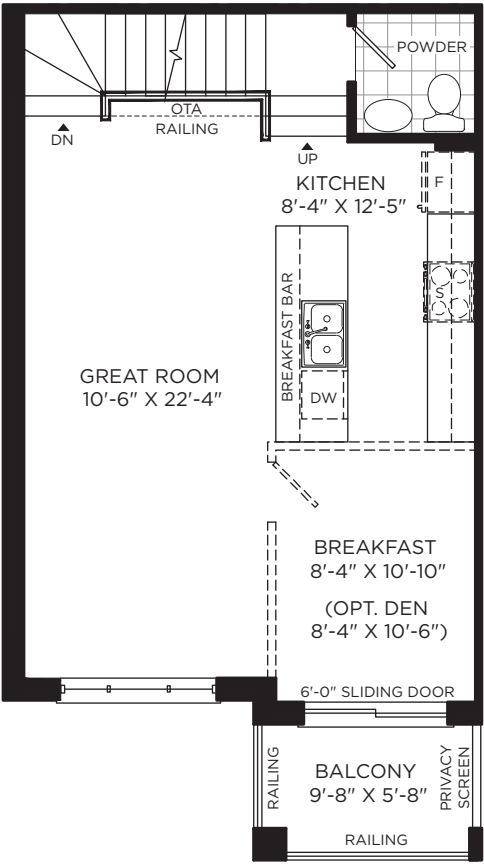 POWDER
OTA
RAILING
DN
UP
KITCHEN
8'-4" X 12'-5"
F
S
BREAKFAST BAR
DW
GREAT ROOM
10'-6" X 22'-4"
BREAKFAST
8'-4" X 10'-10"
(OPT. DEN
8'-4" X 10'-6")
6'-0" SLIDING DOOR
RAILING
BALCONY
9'-8" X 5'-8"
PRIVACY
SCREEN
RAILING